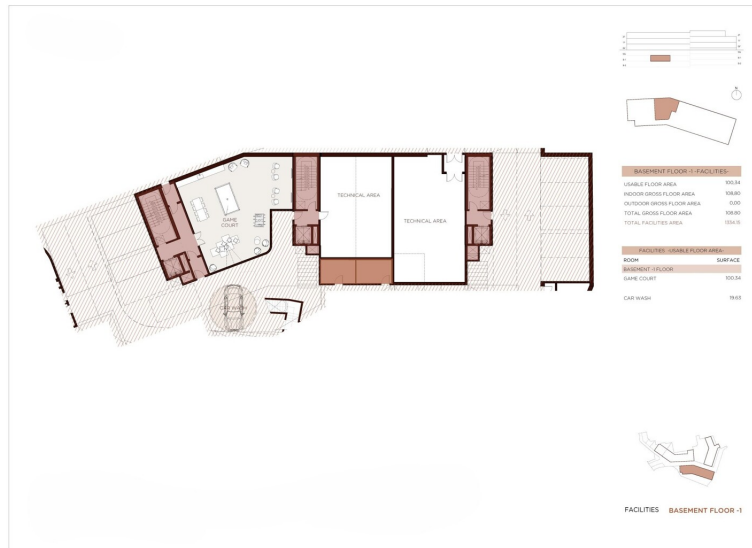 N
BASEMENT FLOOR -1 -FACILITIES-
USABLE FLOOR AREA 100,34
INDOOR GROSS FLOOR AREA 108,80
OUTDOOR GROSS FLOOR AREA 0,00
TOTAL GROSS FLOOR AREA 108,80
TOTAL FACILITIES AREA
FACILITIES -USABLE FLOOR AREA-
ROOM SURFACE
BASEMENT -1 FLOOR
GAME COURT 100,34
CAR WASH 19,63
TECHNICAL AREA
TECHNICAL AREA
GAME
COURT
CAR WASH
FACILITIES BASEMENT FLOOR -1